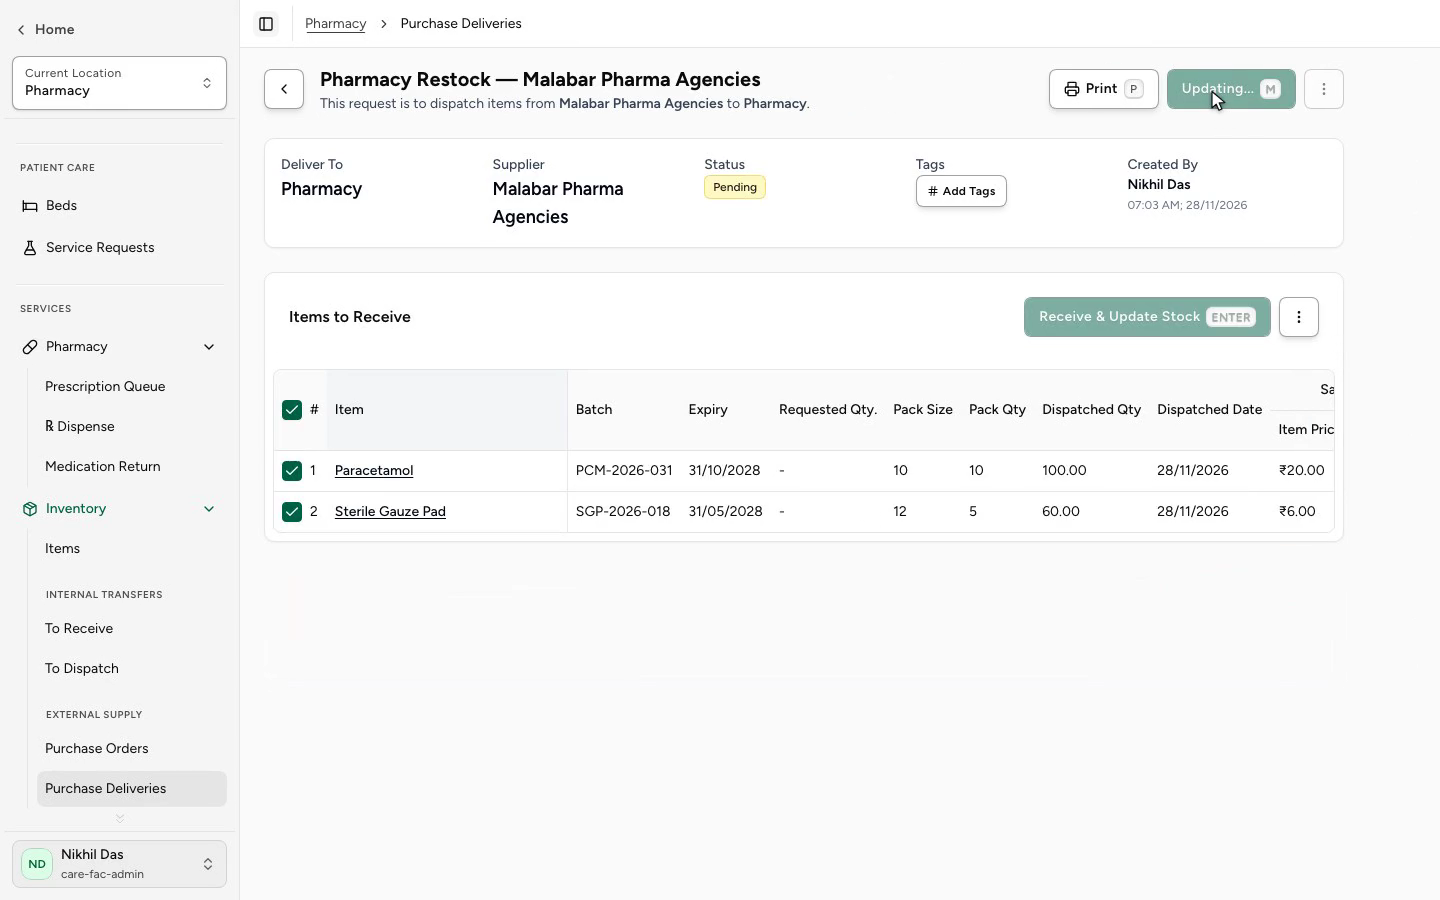 Home
Current Location
Pharmacy
PATIENT CARE
Beds
Service Requests
SERVICES
Pharmacy
Prescription Queue
℞ Dispense
Medication Return
Inventory
Items
INTERNAL TRANSFERS
To Receive
To Dispatch
EXTERNAL SUPPLY
Purchase Orders
Purchase Deliveries
ND
Nikhil Das
care-fac-admin
Pharmacy > Purchase Deliveries
Pharmacy Restock — Malabar Pharma Agencies
This request is to dispatch items from Malabar Pharma Agencies to Pharmacy.
Print P
Updating... M
Deliver To
Pharmacy
Supplier
Malabar Pharma
Agencies
Status
Pending
Tags
# Add Tags
Created By
Nikhil Das
07:03 AM; 28/11/2026
Items to Receive
Receive & Update Stock ENTER
# Item Batch Expiry Requested Qty. Pack Size Pack Qty Dispatched Qty Dispatched Date
Sa
Item Pric
1 Paracetamol PCM-2026-031 31/10/2028 - 10 10 100.00 28/11/2026 ₹20.00
2 Sterile Gauze Pad SGP-2026-018 31/05/2028 - 12 5 60.00 28/11/2026 ₹6.00